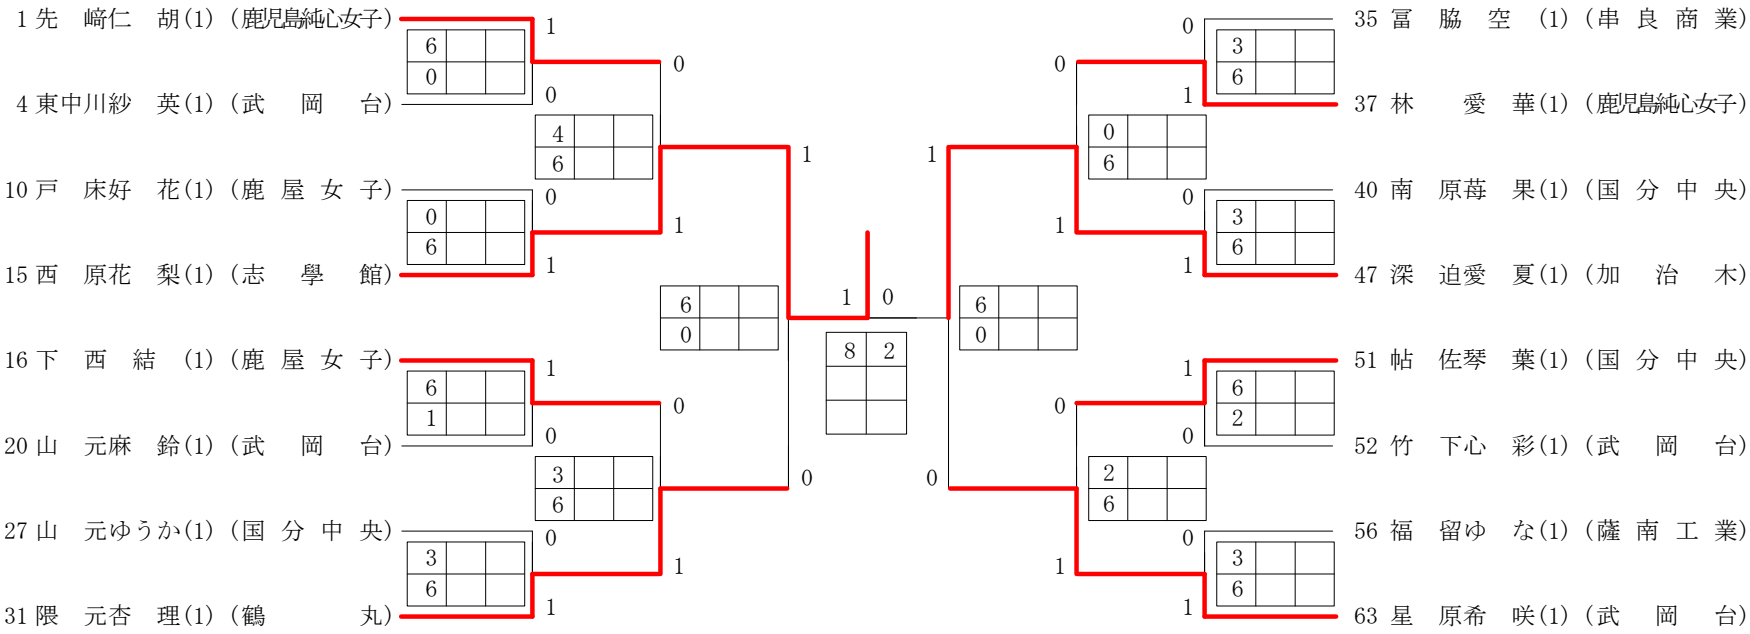 1 先 﨑仁 胡(1) (鹿児島純心女子) 1 0 35 冨 脇 空 (1) (串 良 商 業)
6 3
0 0 0 6
4 東中川紗 英(1) (武 岡 台) 0 1 37 林 愛 華(1) (鹿児島純心女子)
4 0
6 1 1 6
10 戸 床好 花(1) (鹿 屋 女 子) 0 0 40 南 原苺 果(1) (国 分 中 央)
0 3
6 1 1 6
15 西 原花 梨(1) (志 學 館) 1 1 47 深 迫愛 夏(1) (加 治 木)
6 1 0 6
0 0
16 下 西 結 (1) (鹿 屋 女 子) 1 8 2 1 51 帖 佐琴 葉(1) (国 分 中 央)
6 6
1 0 0 2
20 山 元麻 鈴(1) (武 岡 台) 0 0 52 竹 下心 彩(1) (武 岡 台)
3 0 0 2
6 6
27 山 元ゆうか(1) (国 分 中 央) 0 0 56 福 留ゆ な(1) (薩 南 工 業)
3 3
6 1 1 6
31 隈 元杏 理(1) (鶴 丸) 1 1 63 星 原希 咲(1) (武 岡 台)